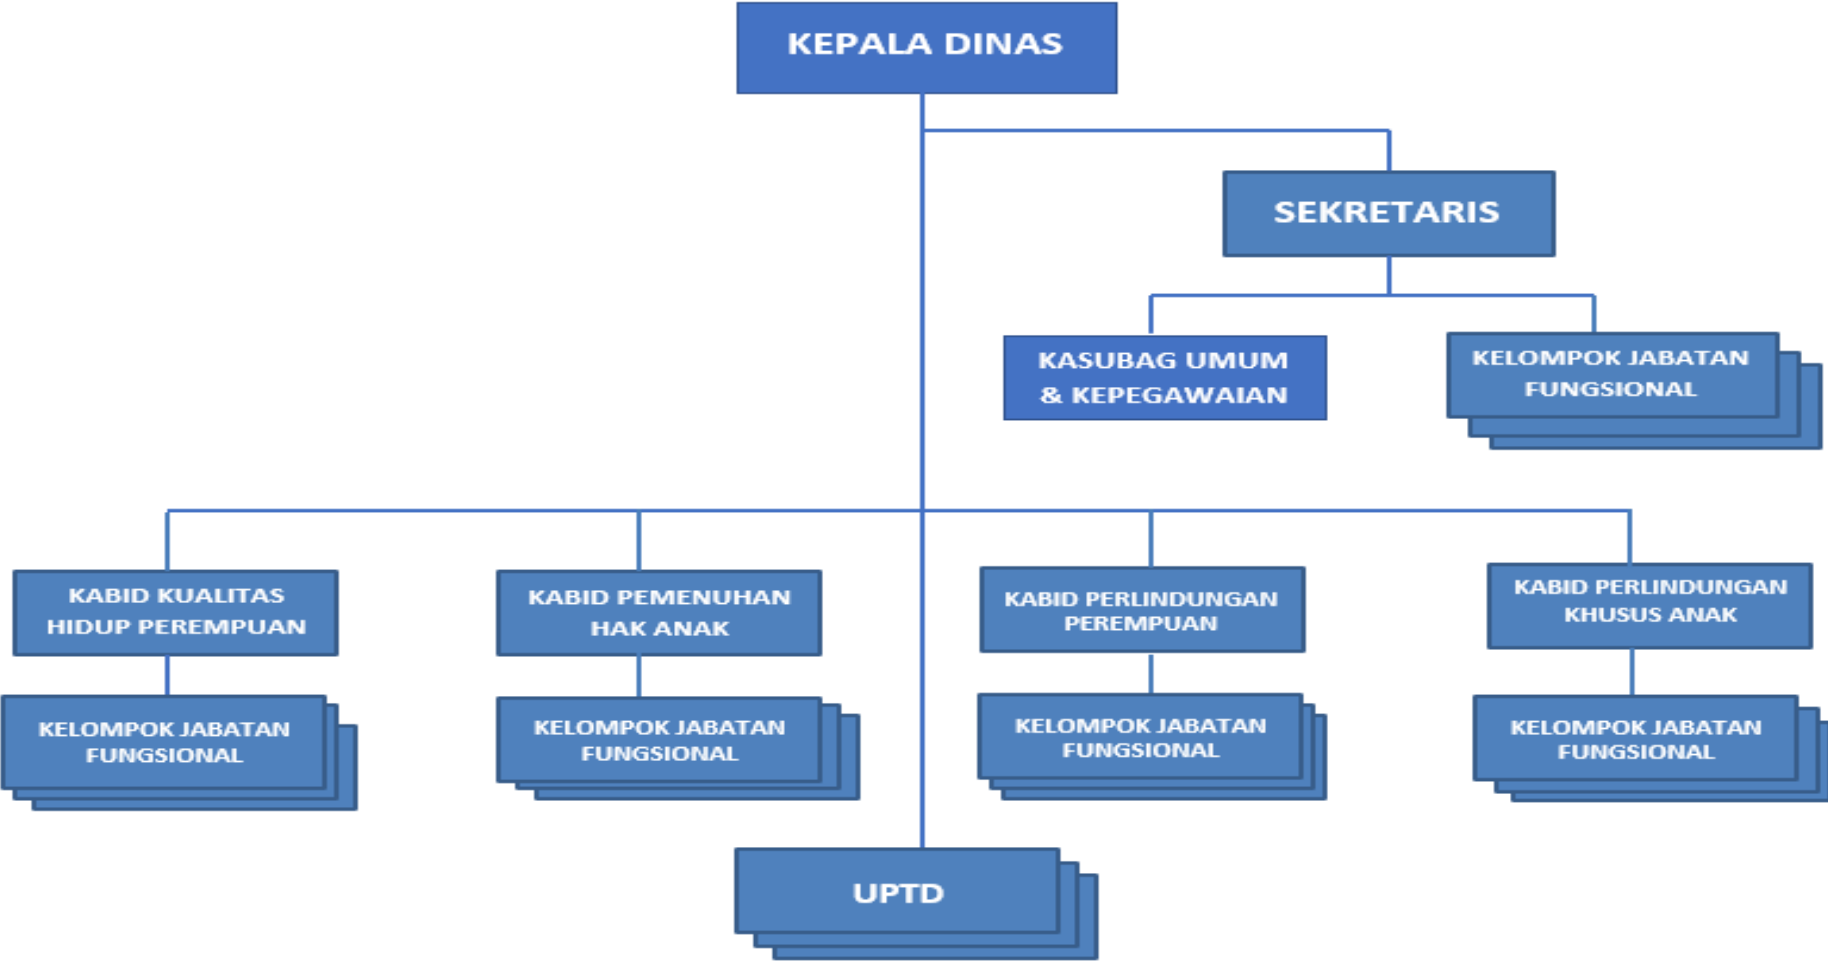 KEPALA DINAS
SEKRETARIS
KASUBAG UMUM
& KEPEGAWAIAN
KELOMPOK JABATAN
FUNGSIONAL
KABID KUALITAS
HIDUP PEREMPUAN
KABID PEMENUHAN
HAK ANAK
KABID PERLINDUNGAN
PEREMPUAN
KABID PERLINDUNGAN
KHUSUS ANAK
KELOMPOK JABATAN
FUNGSIONAL
KELOMPOK JABATAN
FUNGSIONAL
KELOMPOK JABATAN
FUNGSIONAL
KELOMPOK JABATAN
FUNGSIONAL
UPTD